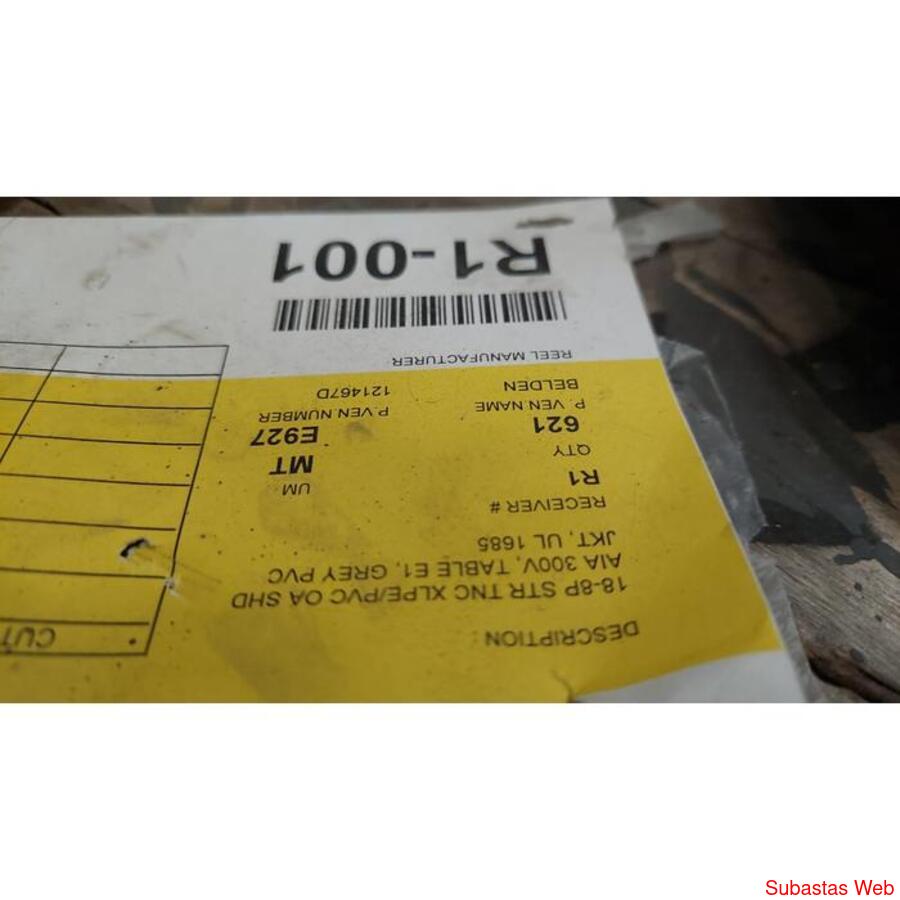 DESCRIPTION:
18-8P STR TNC XLPE/PVC OA SHD
AIA 300V, TABLE E1, GREY PVC
JKT, UL 1685
RECEIVER #
R1
UM
QTY
MT
621
E927
P. VEN NAME
P.VEN NUMBER
BELDEN
121467D
REEL MANUFACTURER
R1-001
CUT
Subastas Web